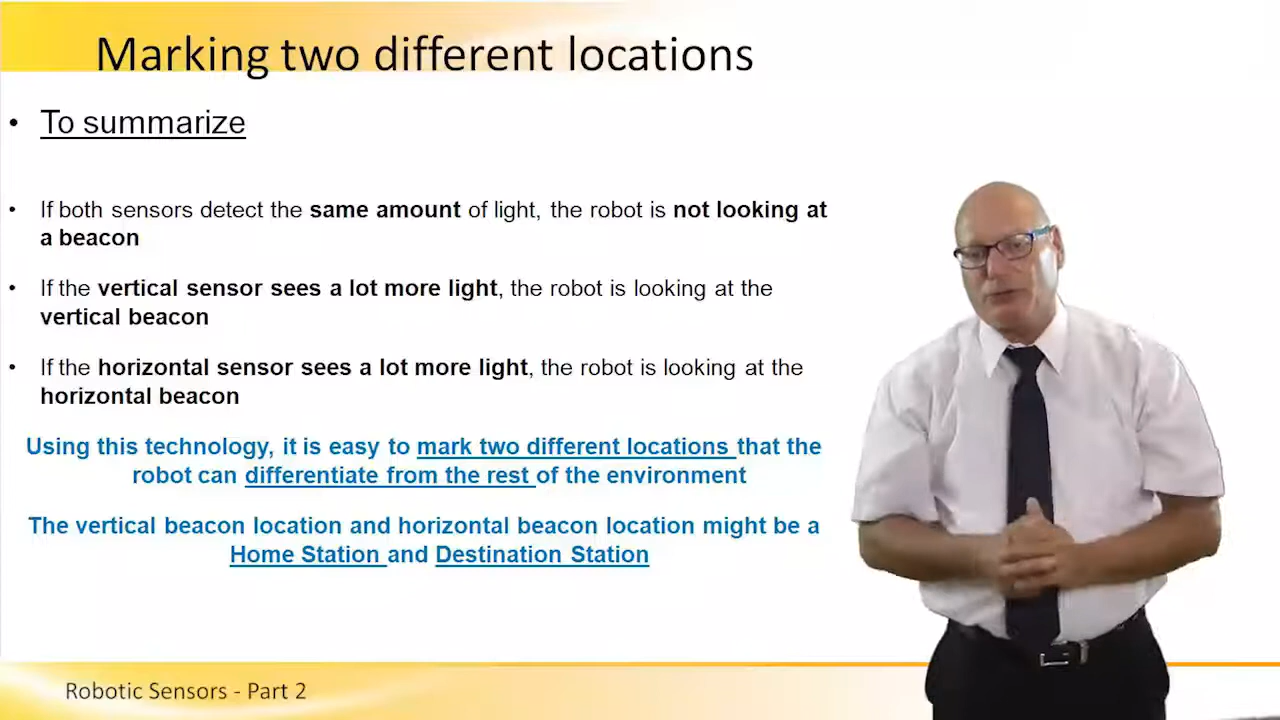 Marking two different locations
• To summarize
• If both sensors detect the same amount of light, the robot is not looking at
a beacon
• If the vertical sensor sees a lot more light, the robot is looking at the
vertical beacon
• If the horizontal sensor sees a lot more light, the robot is looking at the
horizontal beacon
Using this technology, it is easy to mark two different locations that the
robot can differentiate from the rest of the environment
The vertical beacon location and horizontal beacon location might be a
Home Station and Destination Station
Robotic Sensors - Part 2